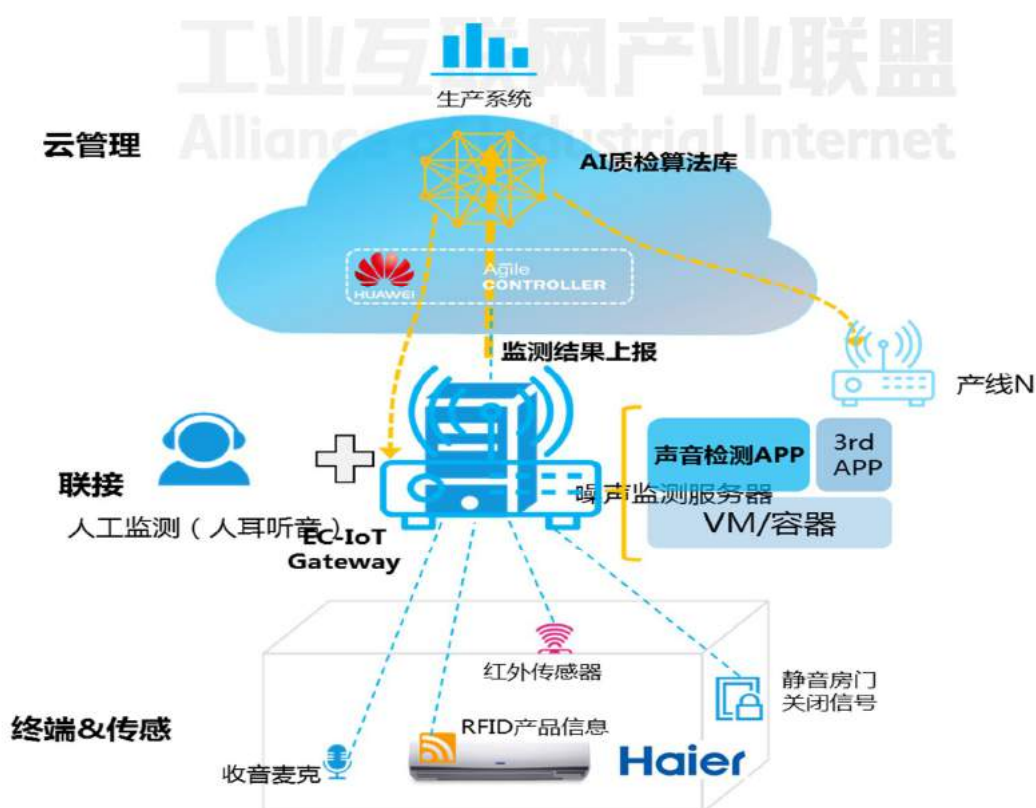 工业互联网产业联盟
Alliance of Industrial Internet
生产系统
云管理
AI质检算法库
HUAWEI
Agile
CONTROLLER
监测结果上报
产线N
声音检测APP
3rd
APP
联接
噪声监测服务器
VM/容器
人工监测（人耳听音）
EC-IoT
Gateway
红外传感器
静音房门
关闭信号
RFID产品信息
终端&传感
Haier
收音麦克